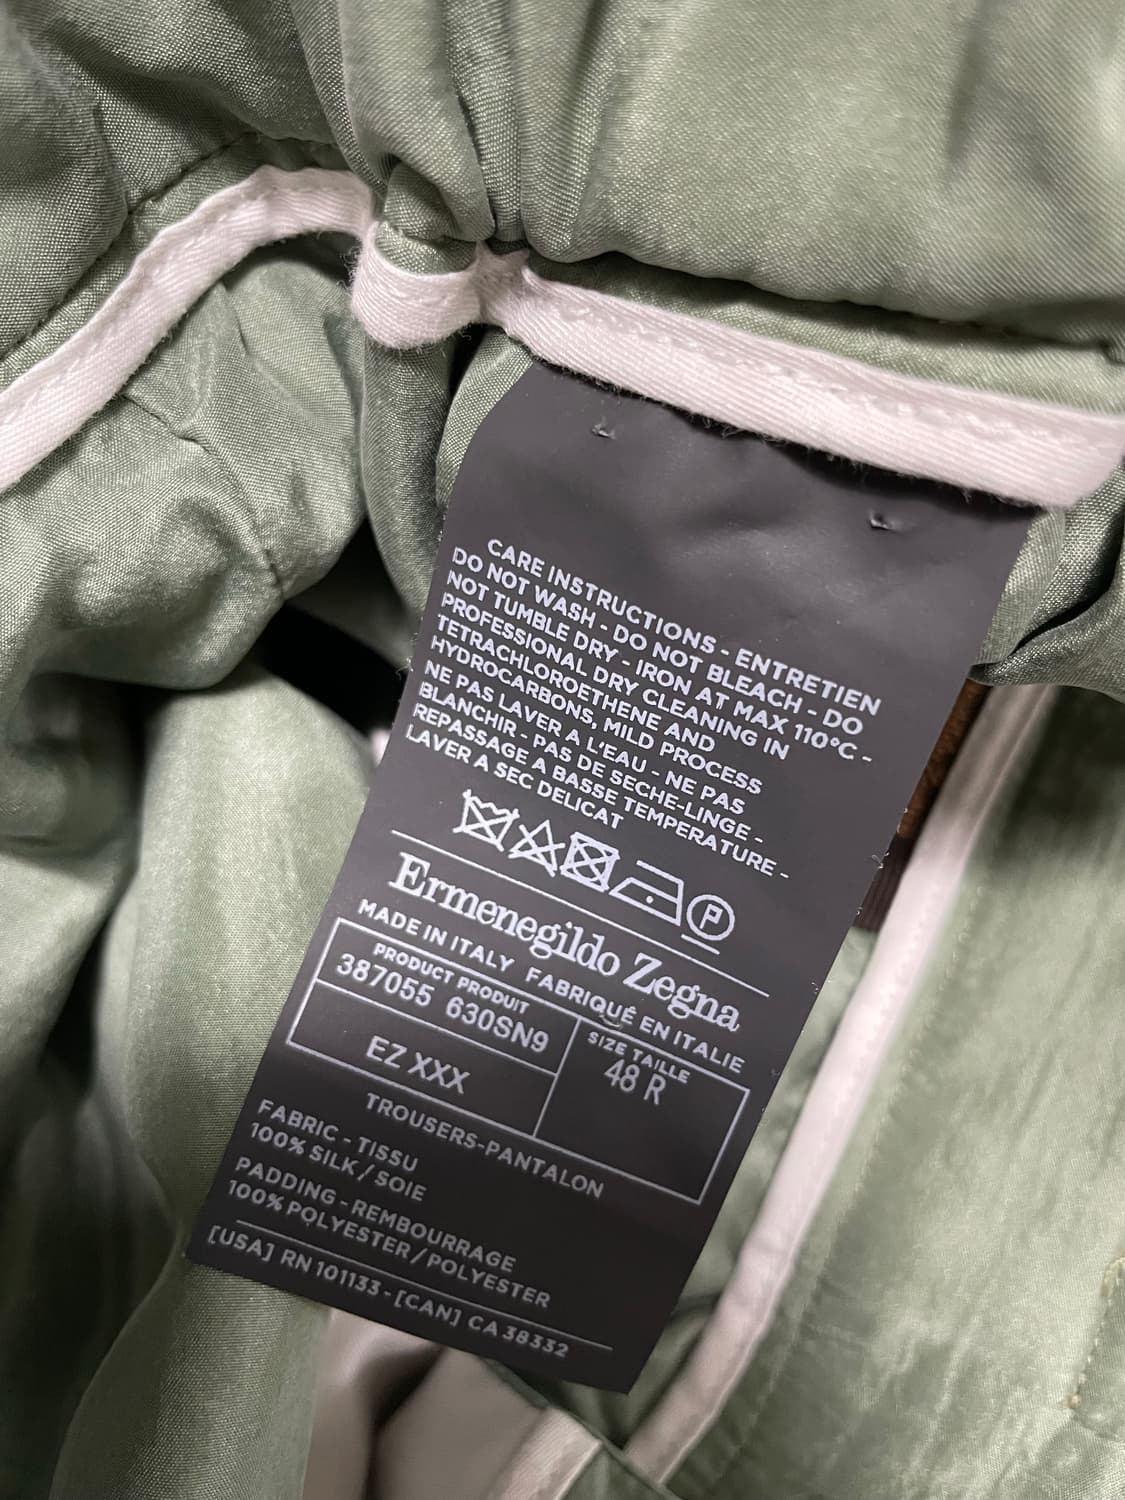 CARE INSTRUCTIONS - ENTRETIEN
DO NOT WASH - DO NOT BLEACH - DO
NOT TUMBLE DRY - IRON AT MAX 110°C -
PROFESSIONAL DRY CLEANING IN
TETRACHLOROETHENE AND
HYDROCARBONS, MILD PROCESS
NE PAS LAVER A L'EAU - NE PAS
BLANCHIR - PAS DE SECHE-LINGE -
REPASSAGE A BASSE TEMPERATURE -
LAVER A SEC DELICAT
P
Ermenegildo Zegna
MADE IN ITALY FABRIQUÉ EN ITALIE
PRODUCT PRODUIT
387055 630SN9
SIZE TAILLE
48 R
EZ XXX
TROUSERS-PANTALON
FABRIC - TISSU
100% SILK / SOIE
PADDING - REMBOURRAGE
100% POLYESTER / POLYESTER
[USA] RN 101133 - [CAN] CA 38332